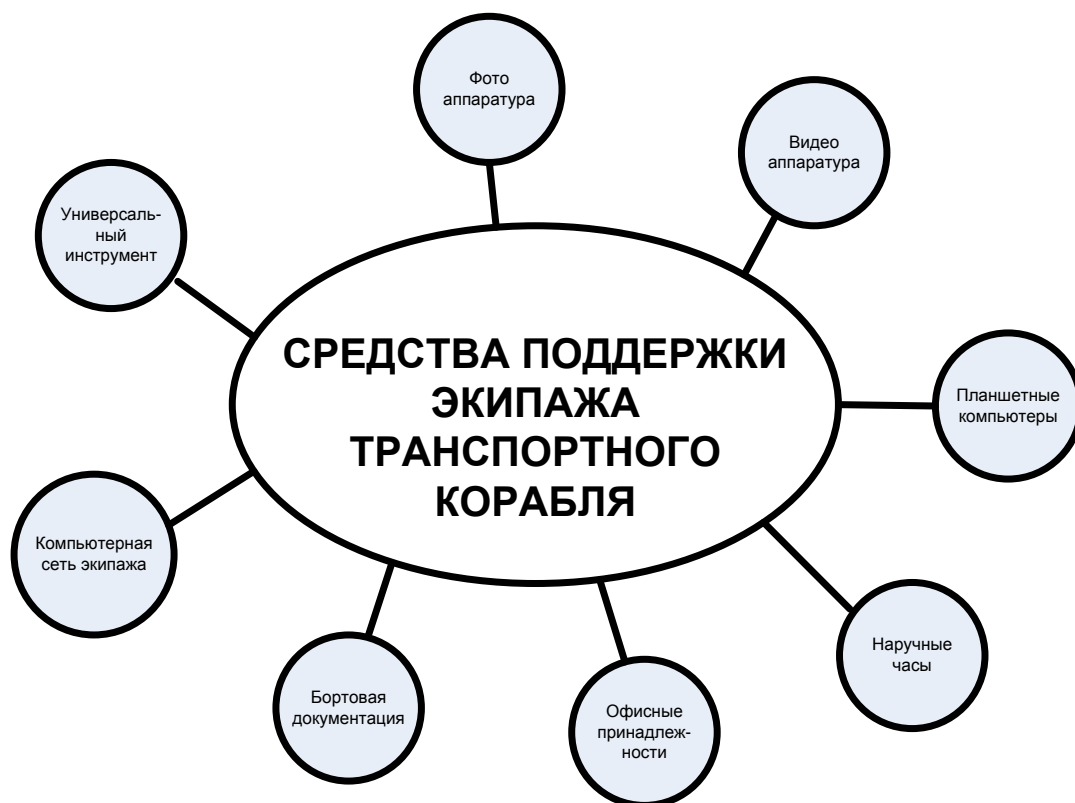 Фото
аппаратура
Видео
аппаратура
Универсаль-
ный
инструмент
СРЕДСТВА ПОДДЕРЖКИ
ЭКИПАЖА
ТРАНСПОРТНОГО
КОРАБЛЯ
Планшетные
компьютеры
Компьютерная
сеть экипажа
Наручные
часы
Бортовая
документация
Офисные
принадлеж-
ности